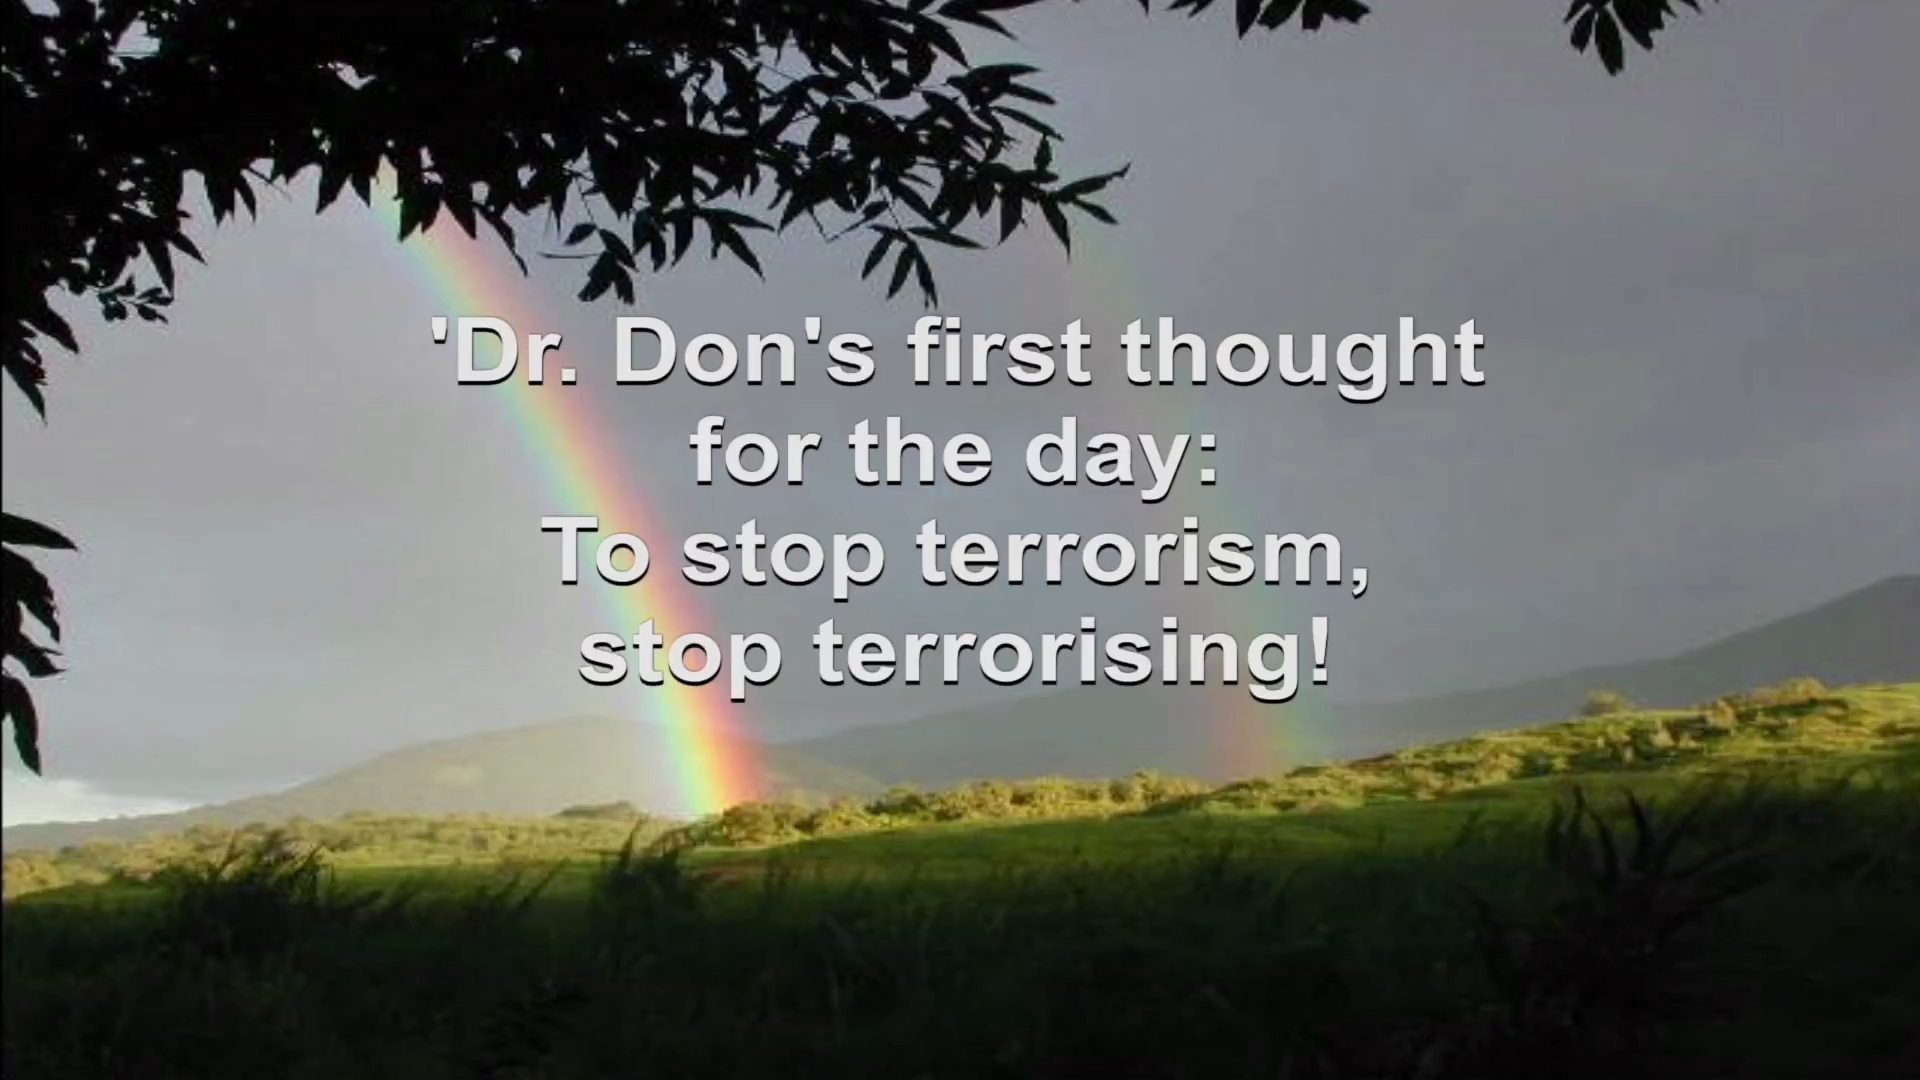 'Dr. Don's first thought
for the day:
To stop terrorism,
stop terrorising!